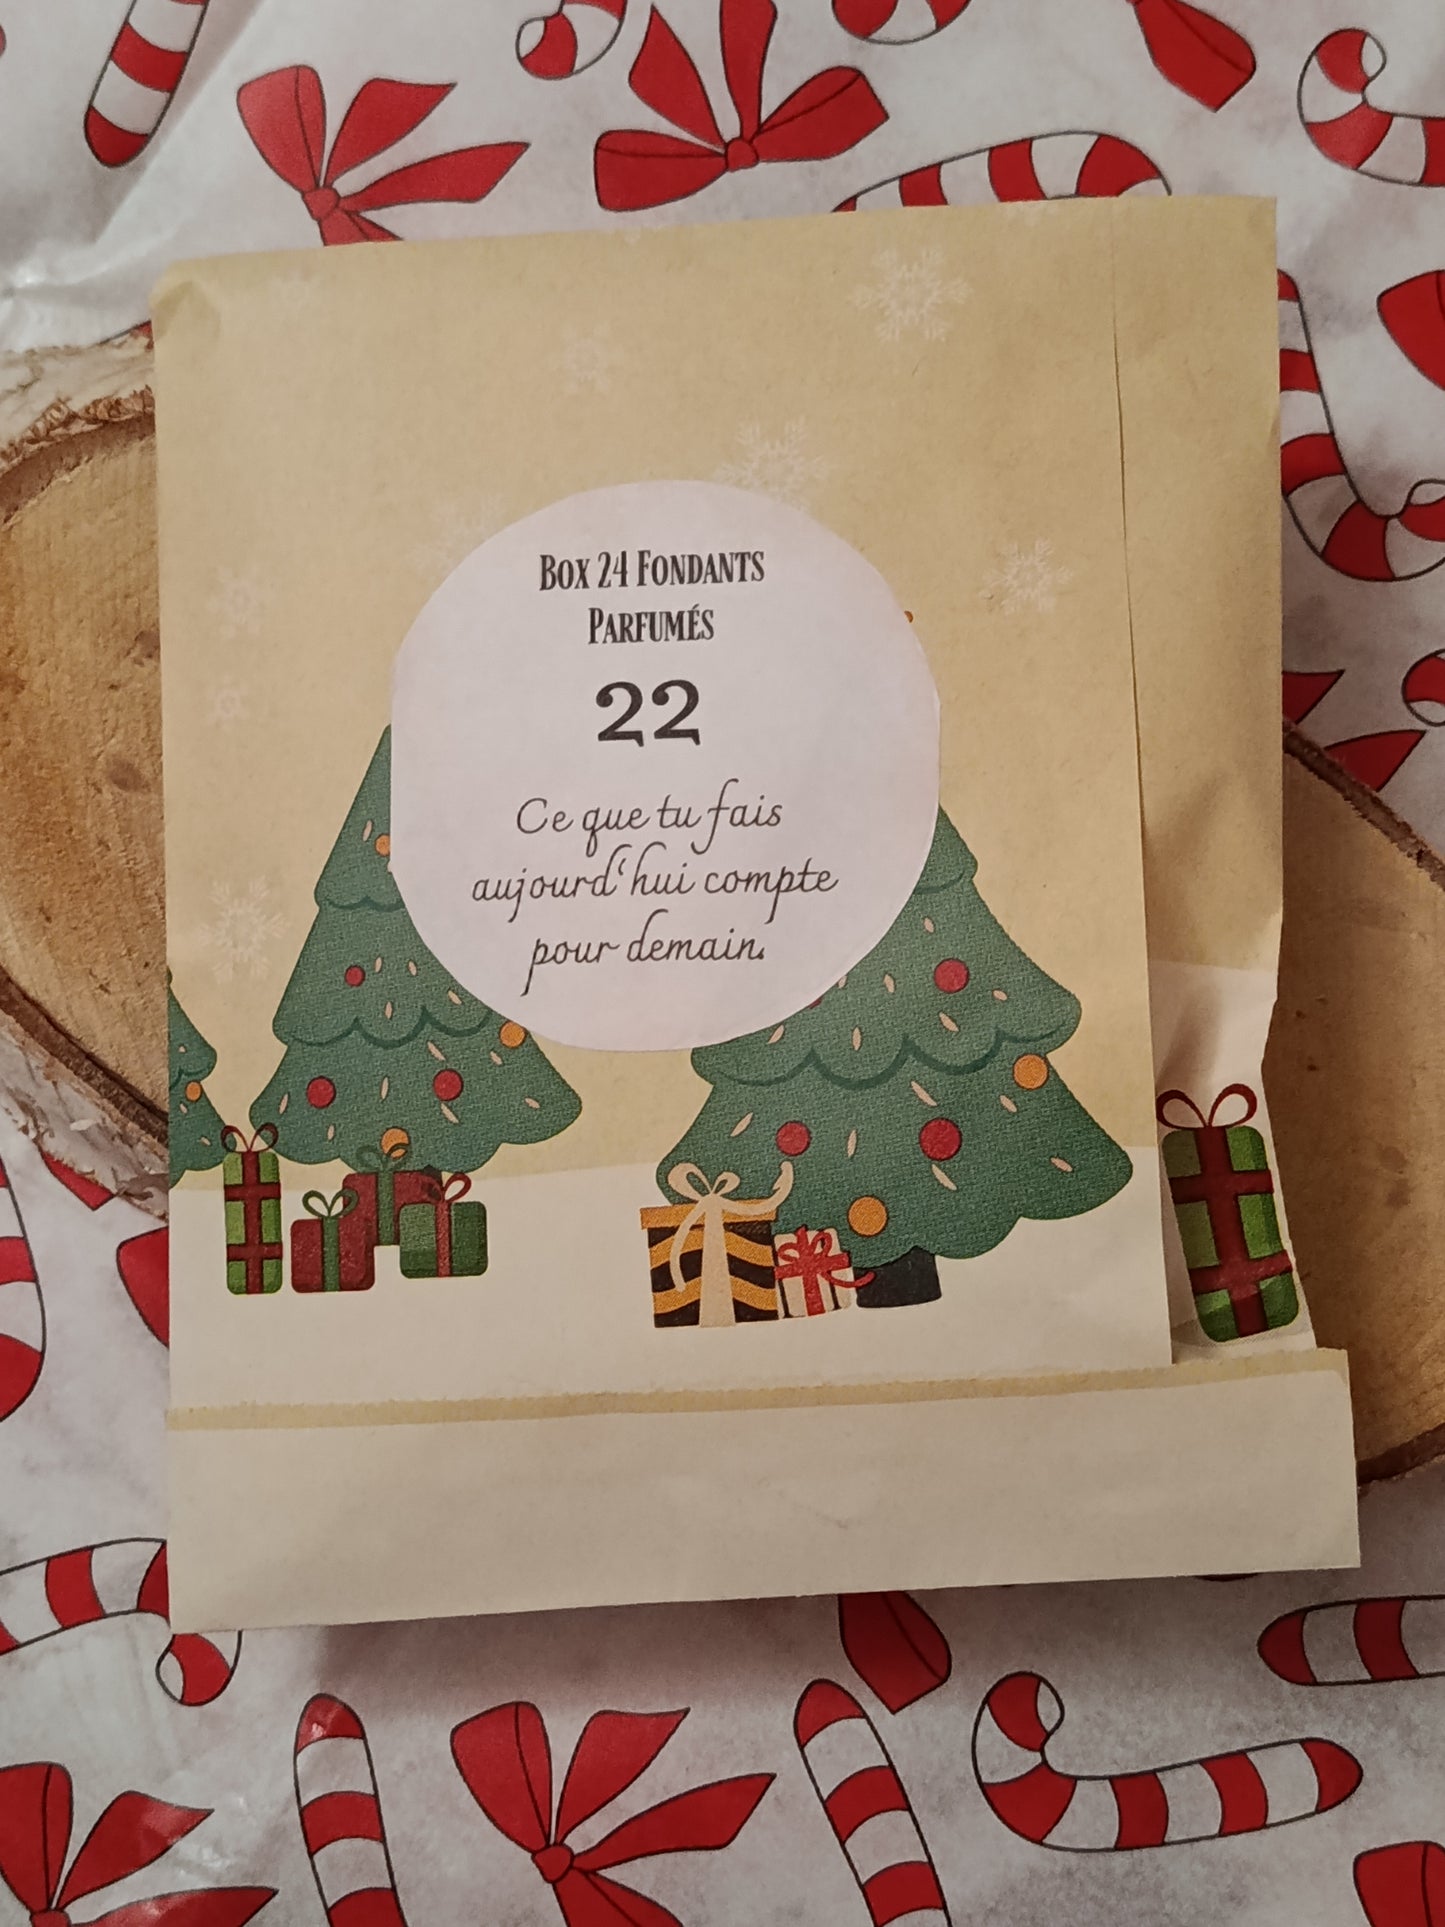 Box 24 Fondants
Parfumés
22
Ce que tu fais
aujourd'hui compte
pour demain.